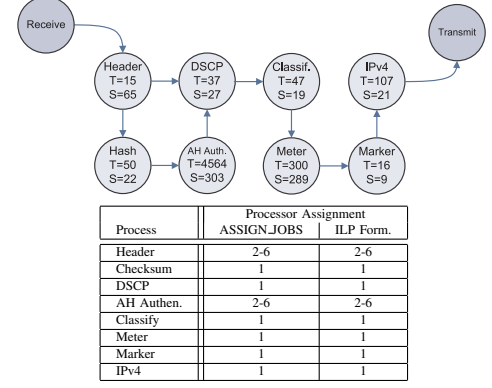 Receive
Transmit
Header
T=15
S=65
DSCP
T=37
S=27
Classif.
T=47
S=19
IPv4
T=107
S=21
Hash
T=50
S=22
AH Auth.
T=4564
S=303
Meter
T=300
S=289
Marker
T=16
S=9
Processor Assignment
Process ASSIGN_JOBS ILP Form.
Header 2-6 2-6
Checksum 1 1
DSCP 1 1
AH Authen. 2-6 2-6
Classify 1 1
Meter 1 1
Marker 1 1
IPv4 1 1